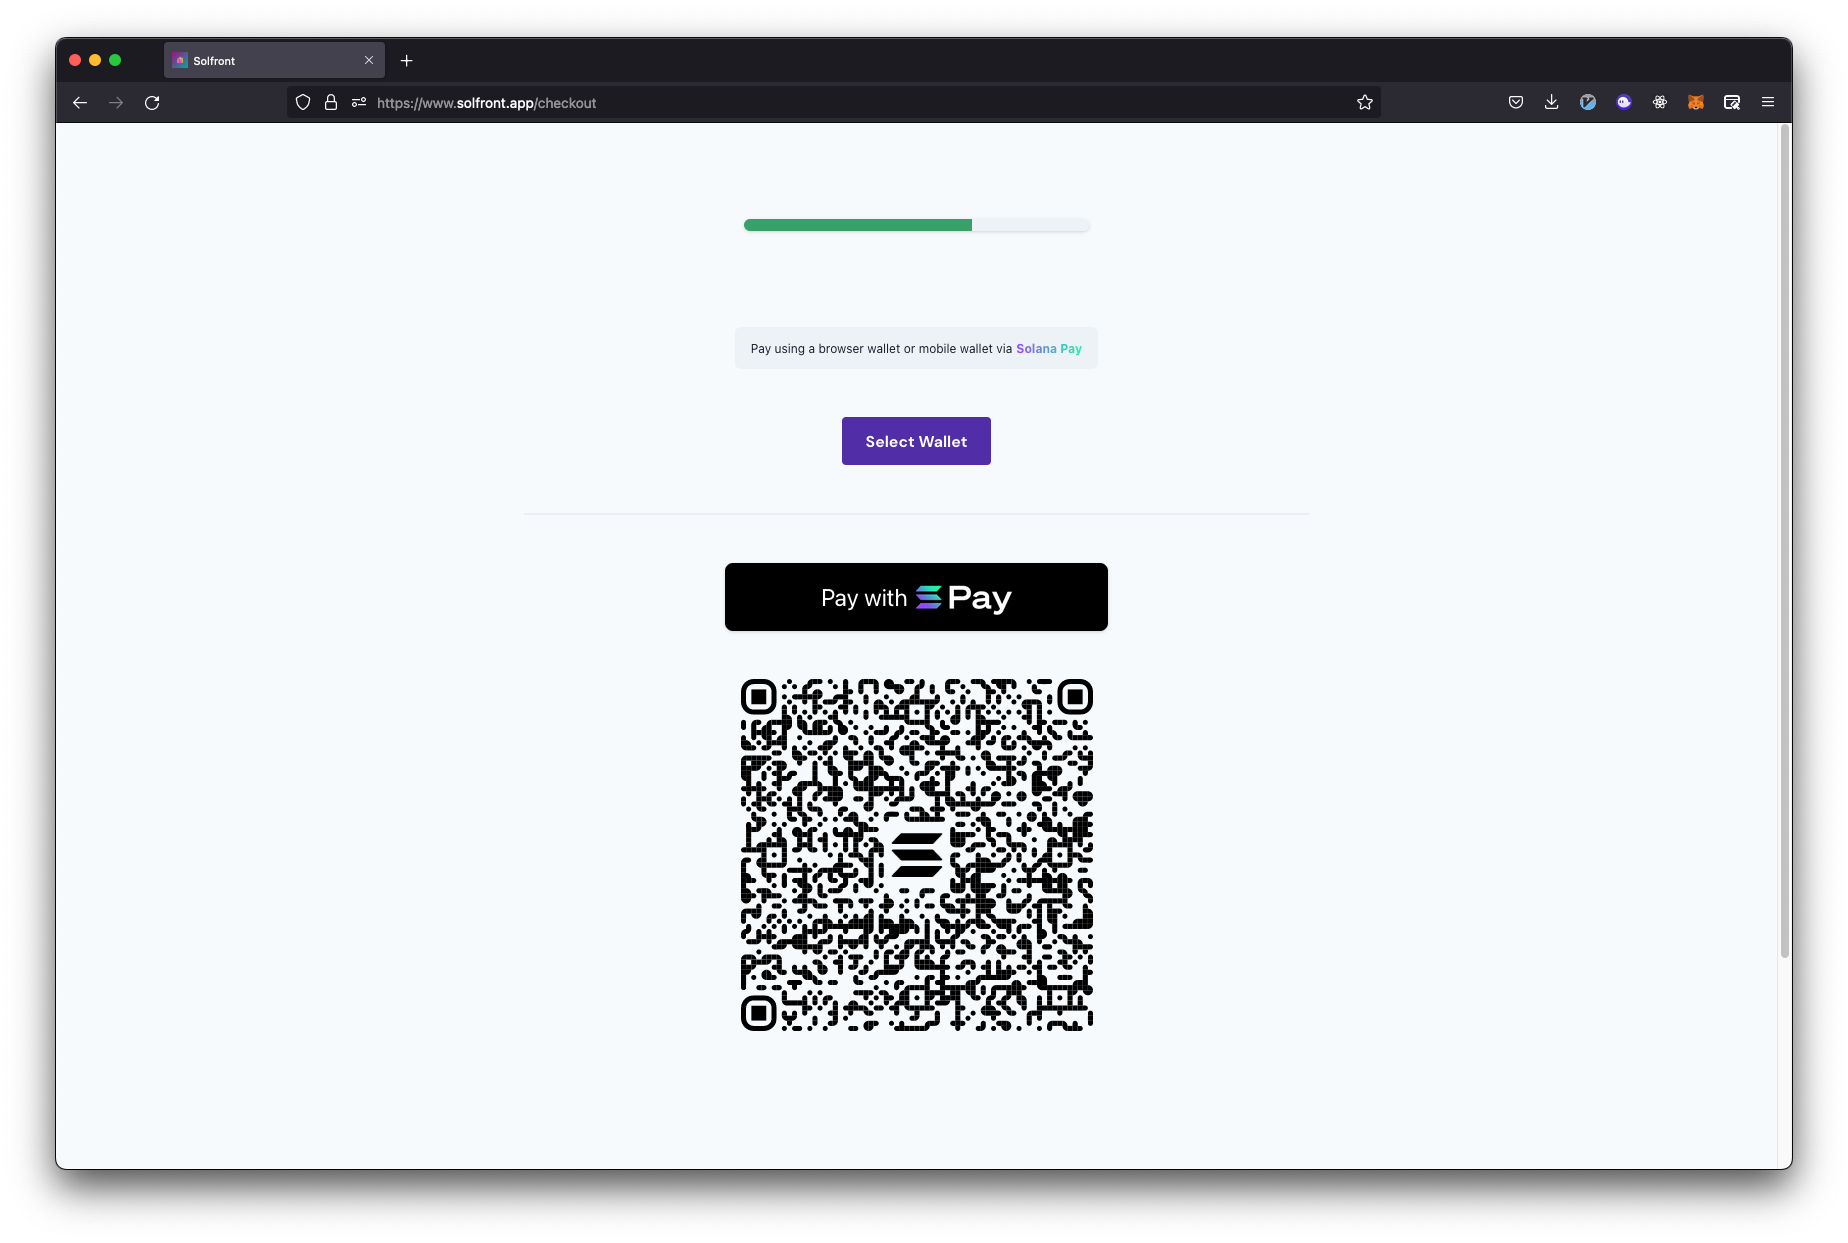 Solfront
https://www.solfront.app/checkout
Pay using a browser wallet or mobile wallet via Solana Pay
Select Wallet
Pay with Pay